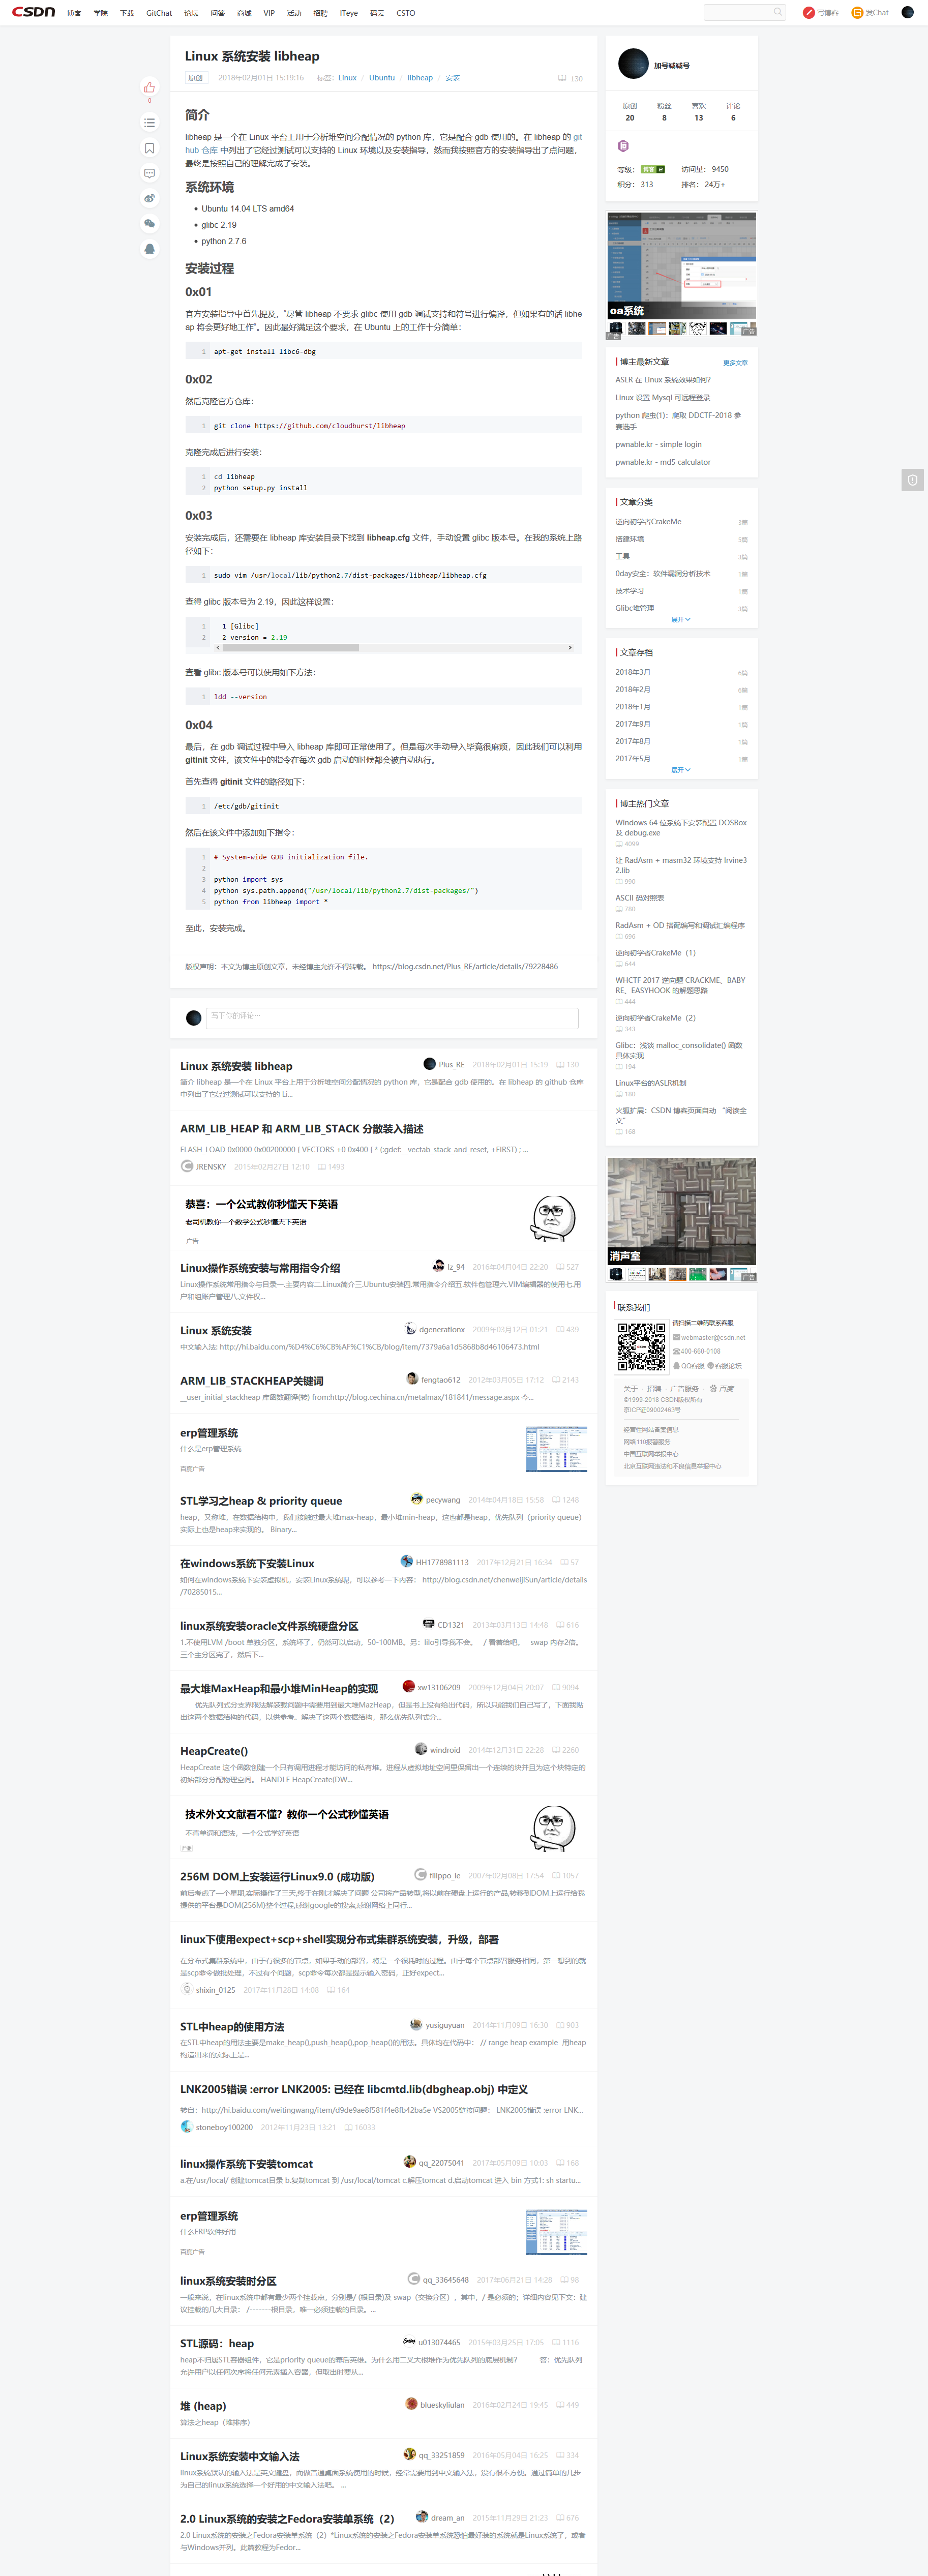 CSDN 博客 学院 下载 GitChat 论坛 问答 商城 VIP 活动 招聘 ITeye 码云 CSTO
写博客 发Chat
Linux 系统安装 libheap
原创 2018年02月01日 15:19:16 标签: Linux / Ubuntu / libheap / 安装 130
0
简介
libheap 是一个在 Linux 平台上用于分析堆空间分配情况的 python 库，它是配合 gdb 使用的。在 libheap 的 git
hub 仓库 中列出了它经过测试可以支持的 Linux 环境以及安装指导，然而我按照官方的安装指导出了点问题，
最终是按照自己的理解完成了安装。
系统环境
Ubuntu 14.04 LTS amd64
glibc 2.19
python 2.7.6
安装过程
0x01
官方安装指导中首先提及，"尽管 libheap 不要求 glibc 使用 gdb 调试支持和符号进行编译，但如果有的话 libhe
ap 将会更好地工作"。因此最好满足这个要求，在 Ubuntu 上的工作十分简单：
1 apt-get install libc6-dbg
0x02
然后克隆官方仓库：
1 git clone https://github.com/cloudburst/libheap
克隆完成后进行安装：
1 cd libheap
2 python setup.py install
0x03
安装完成后，还需要在 libheap 库安装目录下找到 libheap.cfg 文件，手动设置 glibc 版本号。在我的系统上路
径如下：
1 sudo vim /usr/local/lib/python2.7/dist-packages/libheap/libheap.cfg
查得 glibc 版本号为 2.19，因此这样设置：
1 1 [Glibc]
2 2 version = 2.19
查看 glibc 版本号可以使用如下方法：
1 ldd --version
0x04
最后，在 gdb 调试过程中导入 libheap 库即可正常使用了。但是每次手动导入毕竟很麻烦，因此我们可以利用
gitinit 文件，该文件中的指令在每次 gdb 启动的时候都会被自动执行。
首先查得 gitinit 文件的路径如下：
1 /etc/gdb/gitinit
然后在该文件中添加如下指令：
1 # System-wide GDB initialization file.
2
3 python import sys
4 python sys.path.append("/usr/local/lib/python2.7/dist-packages/")
5 python from libheap import *
至此，安装完成。
版权声明：本文为博主原创文章，未经博主允许不得转载。 https://blog.csdn.net/Plus_RE/article/details/79228486
写下你的评论…
Linux 系统安装 libheap Plus_RE 2018年02月01日 15:19 130
简介 libheap 是一个在 Linux 平台上用于分析堆空间分配情况的 python 库，它是配合 gdb 使用的。在 libheap 的 github 仓库
中列出了它经过测试可以支持的 Li...
ARM_LIB_HEAP 和 ARM_LIB_STACK 分散装入描述
FLASH_LOAD 0x0000 0x00200000 { VECTORS +0 0x400 { * (:gdef:__vectab_stack_and_reset, +FIRST) ; ...
JRENSKY 2015年02月27日 12:10 1493
恭喜：一个公式教你秒懂天下英语
老司机教你一个数学公式秒懂天下英语
广告
Linux操作系统安装与常用指令介绍 lz_94 2016年04月04日 22:20 527
Linux操作系统常用指令与目录一.主要内容二.Linux简介三.Ubuntu安装四.常用指令介绍五.软件包管理六.VIM编辑器的使用七.用
户和组账户管理八.文件权...
Linux 系统安装 dgenerationx 2009年03月12日 01:21 439
中文输入法: http://hi.baidu.com/%D4%C6%CB%AF%C1%CB/blog/item/7379a6a1d5868b8d46106473.html
ARM_LIB_STACKHEAP关键词 fengtao612 2012年03月05日 17:12 2143
__user_initial_stackheap 库函数翻译(转) from:http://blog.cechina.cn/metalmax/181841/message.aspx 今...
erp管理系统
什么是erp管理系统
百度广告
STL学习之heap & priority queue pecywang 2014年04月18日 15:58 1248
heap，又称堆，在数据结构中，我们接触过最大堆max-heap，最小堆min-heap，这也都是heap，优先队列（priority queue）
实际上也是heap来实现的。 Binary...
在windows系统下安装Linux HH1778981113 2017年12月21日 16:34 57
如何在windows系统下安装虚拟机，安装Linux系统呢，可以参考一下内容： http://blog.csdn.net/chenweijiSun/article/details
/70285015...
linux系统安装oracle文件系统硬盘分区 CD1321 2013年03月13日 14:48 616
1.不使用LVM /boot 单独分区，系统坏了，仍然可以启动，50-100MB。另：lilo引导我不会。 / 看着给吧。 swap 内存2倍。
三个主分区完了，然后下...
最大堆MaxHeap和最小堆MinHeap的实现 xw13106209 2009年12月04日 20:07 9094
优先队列式分支界限法解装载问题中需要用到最大堆MazHeap，但是书上没有给出代码，所以只能我们自己写了，下面我贴
出这两个数据结构的代码，以供参考。解决了这两个数据结构，那么优先队列式分...
HeapCreate() windroid 2014年12月31日 22:28 2260
HeapCreate 这个函数创建一个只有调用进程才能访问的私有堆。进程从虚拟地址空间里保留出一个连续的块并且为这个块特定的
初始部分分配物理空间。 HANDLE HeapCreate(DW...
技术外文文献看不懂？教你一个公式秒懂英语
不背单词和语法，一个公式学好英语
广告
256M DOM上安装运行Linux9.0 (成功版) filippo_le 2007年02月08日 17:54 1057
前后考虑了一个星期,实际操作了三天,终于在刚才解决了问题 公司将产品转型,将以前在硬盘上运行的产品,转移到DOM上运行给我
提供的平台是DOM(256M)整个过程,感谢google的搜索,感谢网络上同行...
linux下使用expect+scp+shell实现分布式集群系统安装，升级，部署
在分布式集群系统中，由于有很多的节点，如果手动的部署，将是一个很耗时的过程。由于每个节点部署服务相同，第一想到的就
是scp命令做批处理，不过有个问题，scp命令每次都是提示输入密码，正好expect...
shixin_0125 2017年11月28日 14:08 164
STL中heap的使用方法 yusiguyuan 2014年11月09日 16:30 903
在STL中heap的用法主要是make_heap(),push_heap(),pop_heap()的用法。具体均在代码中： // range heap example 用heap
构造出来的实际上是...
LNK2005错误 :error LNK2005: 已经在 libcmtd.lib(dbgheap.obj) 中定义
转自：http://hi.baidu.com/weitingwang/item/d9de9ae8f581f4e8fb42ba5e VS2005链接问题： LNK2005错误 :error LNK...
stoneboy100200 2012年11月23日 13:21 16033
linux操作系统下安装tomcat qq_22075041 2017年05月09日 10:03 168
a.在/usr/local/ 创建tomcat目录 b.复制tomcat 到 /usr/local/tomcat c.解压tomcat d.启动tomcat 进入 bin 方式1: sh startu...
erp管理系统
什么ERP软件好用
百度广告
linux系统安装时分区 qq_33645648 2017年06月21日 14:28 98
一般来说，在linux系统中都有最少两个挂载点，分别是/ (根目录)及 swap（交换分区），其中，/ 是必须的；详细内容见下文：建
议挂载的几大目录： /-------根目录，唯一必须挂载的目录。...
STL源码：heap u013074465 2015年03月25日 17:05 1116
heap不归属STL容器组件，它是priority queue的幕后英雄。为什么用二叉大根堆作为优先队列的底层机制？ 答：优先队列
允许用户以任何次序将任何元素插入容器，但取出时要从...
堆 (heap) blueskyliulan 2016年02月24日 19:45 449
算法之heap（堆排序）
Linux系统安装中文输入法 qq_33251859 2016年05月04日 16:25 334
linux系统默认的输入法是英文键盘，而做普通桌面系统使用的时候，经常需要用到中文输入法，没有很不方便。通过简单的几步
为自己的linux系统选择一个好用的中文输入法吧。 ...
2.0 Linux系统的安装之Fedora安装单系统（2） dream_an 2015年11月29日 21:23 676
2.0 Linux系统的安装之Fedora安装单系统（2）*Linux系统的安装之Fedora安装单系统恐怕最好装的系统就是Linux系统了，或者
与Windows并列。此篇教程为Fedor...
加号减减号
原创 粉丝 喜欢 评论
20 8 13 6
等级： 博客 2 访问量： 9450
积分： 313 排名： 24万+
oa系统
广告
博主最新文章 更多文章
ASLR 在 Linux 系统效果如何？
Linux 设置 Mysql 可远程登录
python 爬虫(1)：爬取 DDCTF-2018 参
赛选手
pwnable.kr - simple login
pwnable.kr - md5 calculator
文章分类
逆向初学者CrakeMe 3篇
搭建环境 5篇
工具 3篇
0day安全：软件漏洞分析技术 1篇
技术学习 1篇
Glibc堆管理 3篇
展开
文章存档
2018年3月 6篇
2018年2月 6篇
2018年1月 1篇
2017年9月 1篇
2017年8月 1篇
2017年5月 1篇
展开
博主热门文章
Windows 64 位系统下安装配置 DOSBox
及 debug.exe
4099
让 RadAsm + masm32 环境支持 Irvine3
2.lib
990
ASCII 码对照表
780
RadAsm + OD 搭配编写和调试汇编程序
696
逆向初学者CrakeMe（1）
644
WHCTF 2017 逆向题 CRACKME、BABY
RE、EASYHOOK 的解题思路
444
逆向初学者CrakeMe（2）
343
Glibc：浅谈 malloc_consolidate() 函数
具体实现
194
Linux平台的ASLR机制
180
火狐扩展：CSDN 博客页面自动 "阅读全
文"
168
消声室
广告
联系我们
请扫描二维码联系客服
webmaster@csdn.net
400-660-0108
QQ客服 客服论坛
关于 招聘 广告服务 百度
©1999-2018 CSDN版权所有
京ICP证09002463号
经营性网站备案信息
网络110报警服务
中国互联网举报中心
北京互联网违法和不良信息举报中心